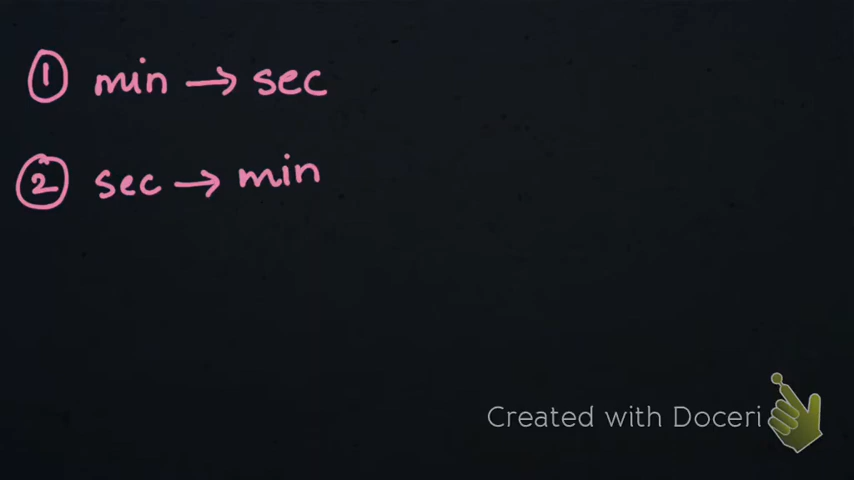 ① min → sec
② sec → min
Created with Doceri